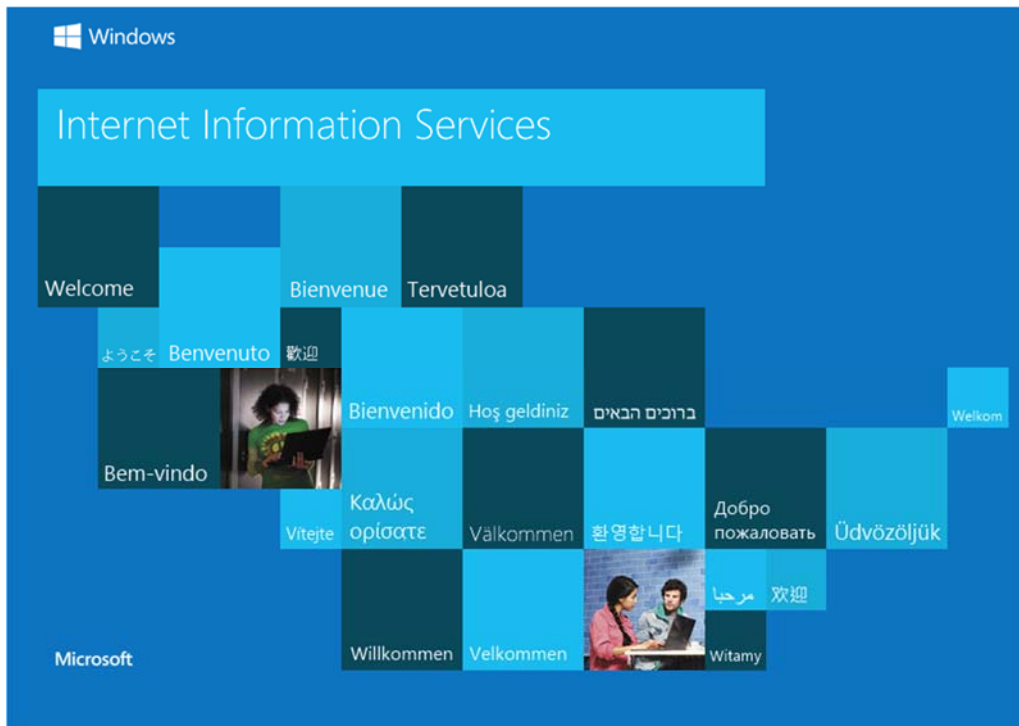 Windows
Internet Information Services
Welcome
Bienvenue
Tervetuloa
ようこそ
Benvenuto
歡迎
Bienvenido
Hoş geldiniz
ברוכים הבאים
Welkom
Bem-vindo
Vítejte
Καλώς
ορίσατε
Välkommen
환영합니다
Добро
пожаловать
Üdvözöljük
مرحبا
欢迎
Willkommen
Velkommen
Witamy
Microsoft